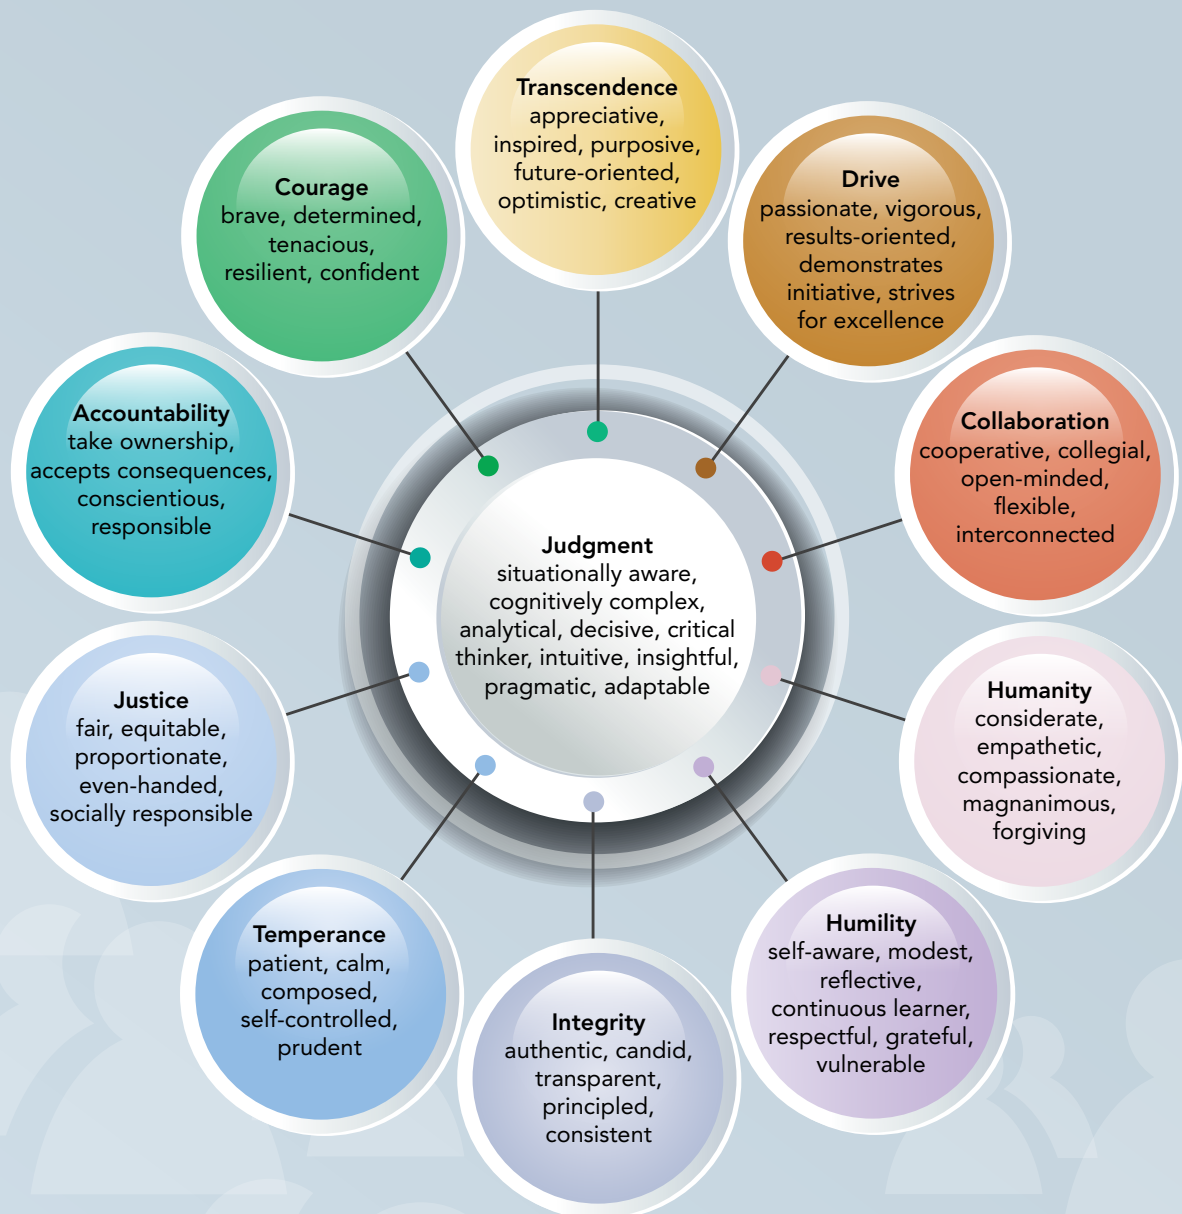 Transcendence
appreciative,
inspired, purposive,
future-oriented,
optimistic, creative
Drive
passionate, vigorous,
results-oriented,
demonstrates
initiative, strives
for excellence
Collaboration
cooperative, collegial,
open-minded,
flexible,
interconnected
Humanity
considerate,
empathetic,
compassionate,
magnanimous,
forgiving
Humility
self-aware, modest,
reflective,
continuous learner,
respectful, grateful,
vulnerable
Integrity
authentic, candid,
transparent,
principled,
consistent
Temperance
patient, calm,
composed,
self-controlled,
prudent
Justice
fair, equitable,
proportionate,
even-handed,
socially responsible
Accountability
take ownership,
accepts consequences,
conscientious,
responsible
Courage
brave, determined,
tenacious,
resilient, confident
Judgment
situationally aware,
cognitively complex,
analytical, decisive, critical
thinker, intuitive, insightful,
pragmatic, adaptable